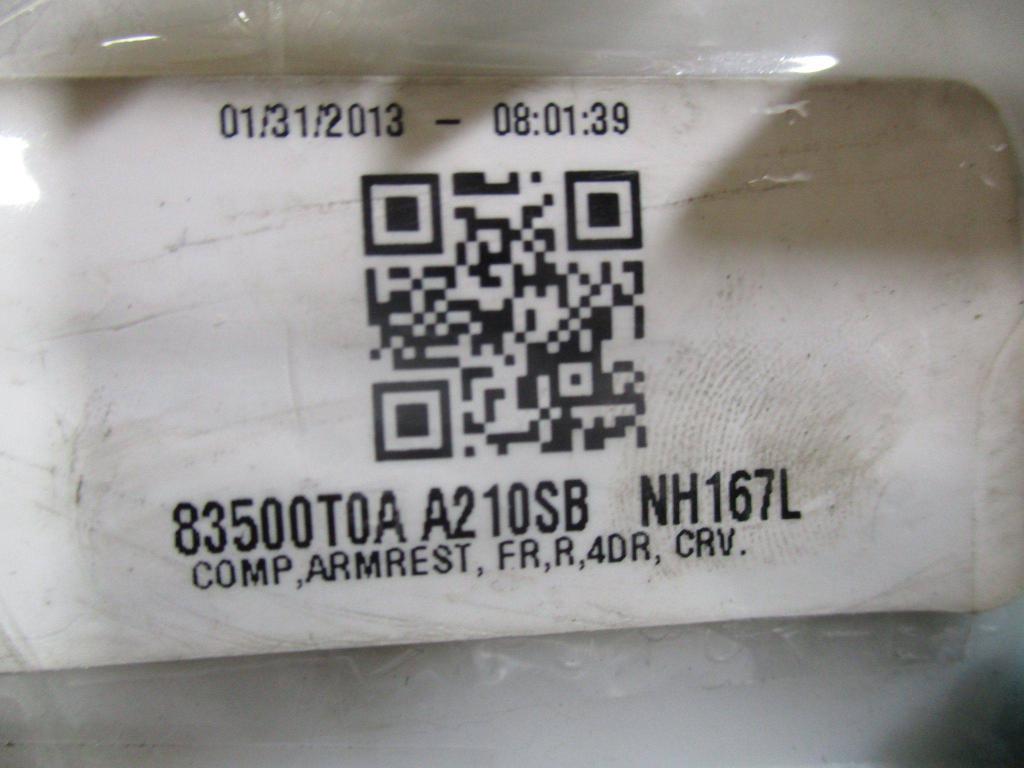 01/31/2013 - 08:01:39
83500T0A A210SB NH167L
COMP,ARMREST, FR,R,4DR, CRV.